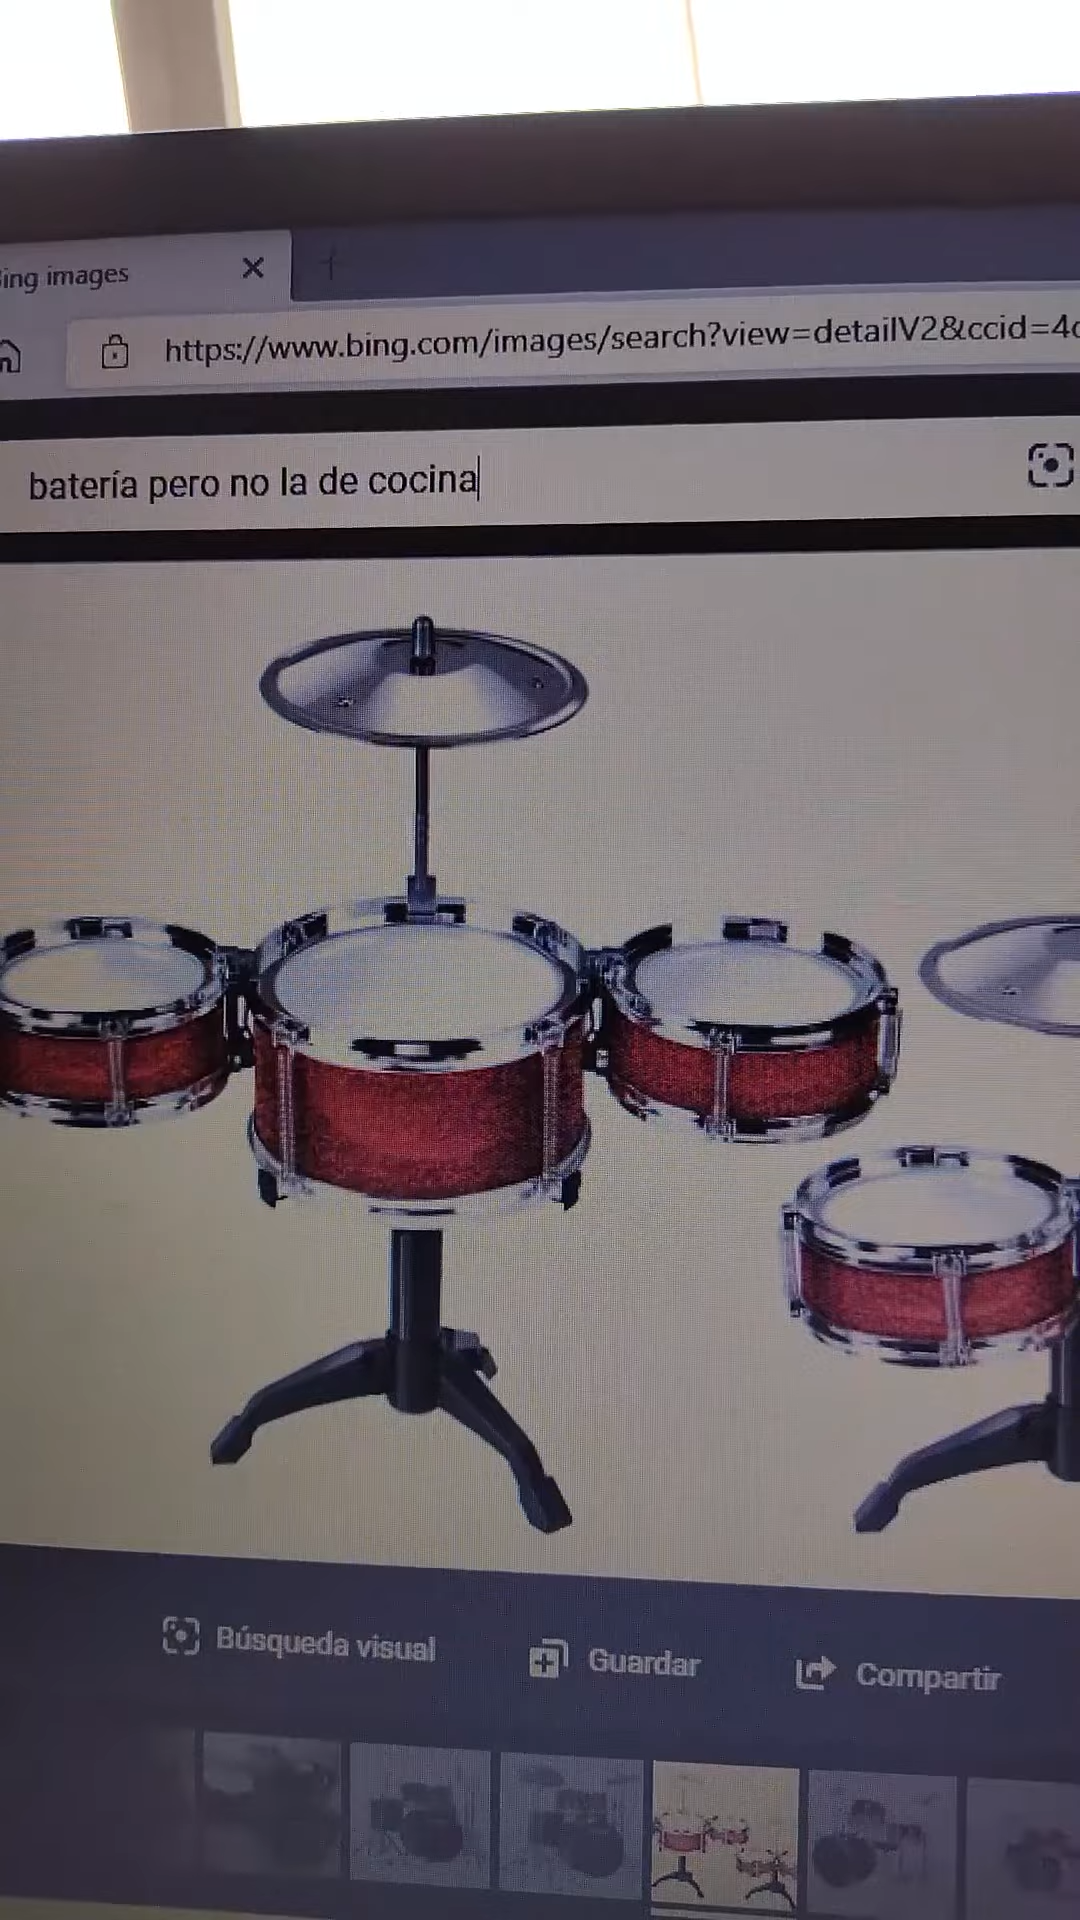 Bing images
https://www.bing.com/images/search?view=detailV2&ccid=4
batería pero no la de cocina
Búsqueda visual
Guardar
Compartir